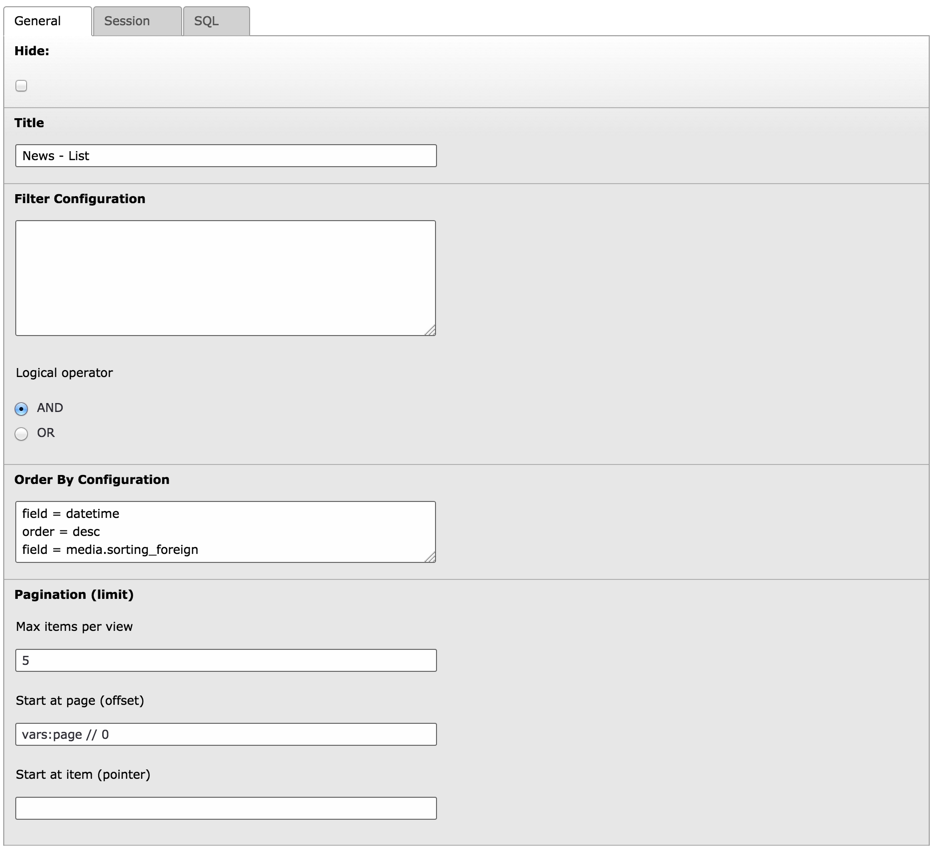 General Session SQL
Hide:
Title
News - List
Filter Configuration
Logical operator
AND
OR
Order By Configuration
field = datetime
order = desc
field = media.sorting_foreign
Pagination (limit)
Max items per view
5
Start at page (offset)
vars:page // 0
Start at item (pointer)